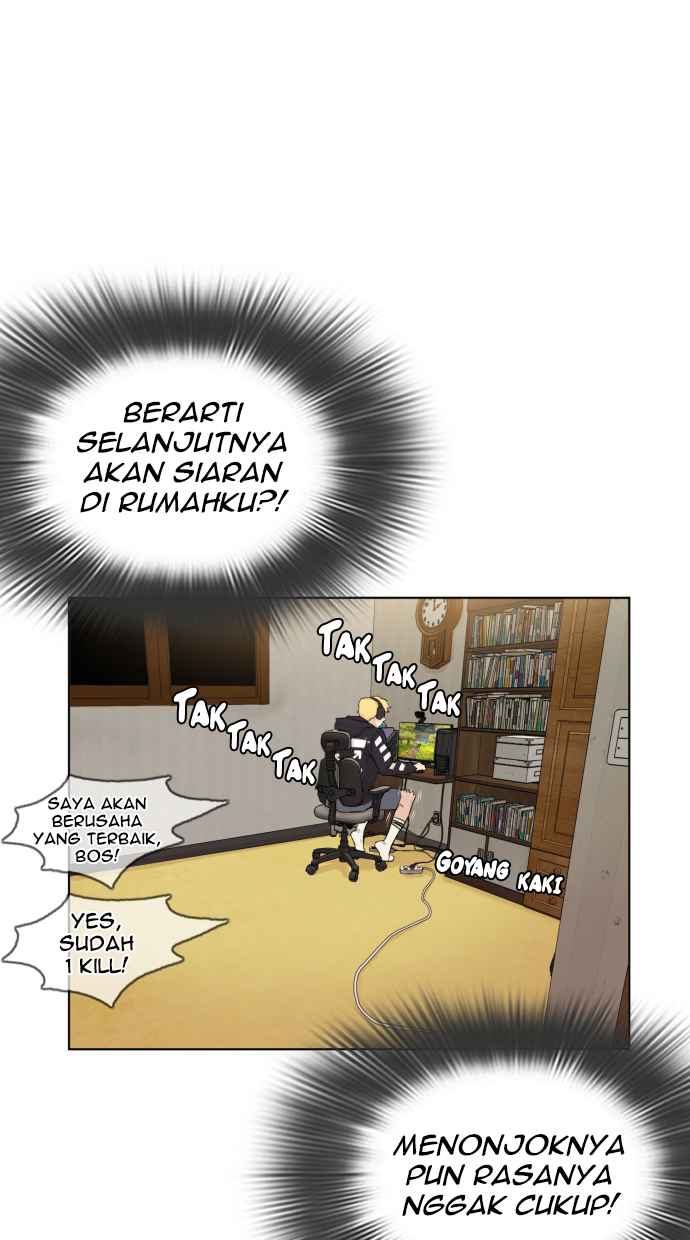 BERARTI
SELANJUTNYA
AKAN SIARAN
DI RUMAHKU?!
TAK
TAK
TAK
TAK
TAK
TAK
SAYA AKAN
BERUSAHA
YANG TERBAIK,
BOS!
GOYANG KAKI
YES,
SUDAH
1 KILL!
MENONJOKNYA
PUN RASANYA
NGGAK CUKUP!